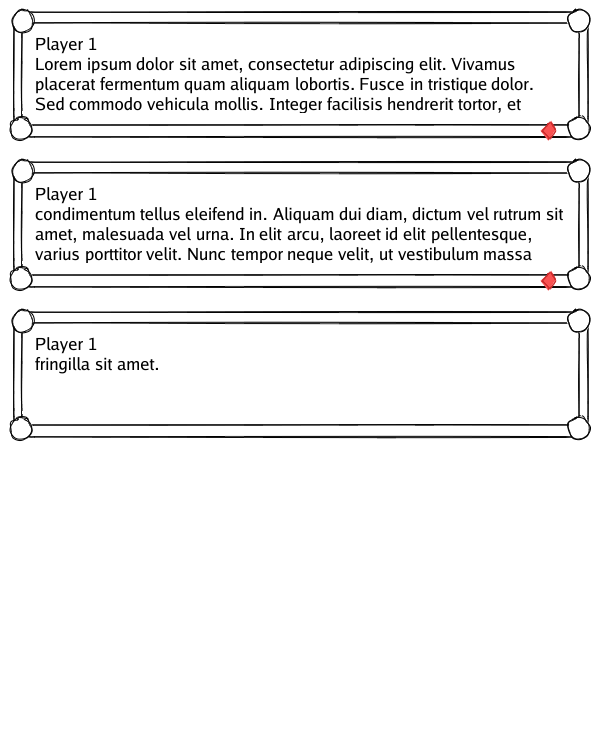 Player 1
Lorem ipsum dolor sit amet, consectetur adipiscing elit. Vivamus
placerat fermentum quam aliquam lobortis. Fusce in tristique dolor.
Sed commodo vehicula mollis. Integer facilisis hendrerit tortor, et
Player 1
condimentum tellus eleifend in. Aliquam dui diam, dictum vel rutrum sit
amet, malesuada vel urna. In elit arcu, laoreet id elit pellentesque,
varius porttitor velit. Nunc tempor neque velit, ut vestibulum massa
Player 1
fringilla sit amet.